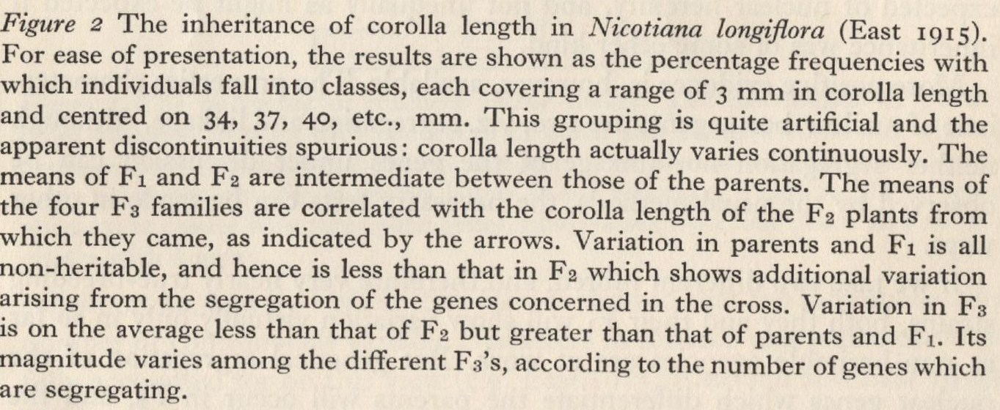 Figure 2 The inheritance of corolla length in Nicotiana longiflora (East 1915).
For ease of presentation, the results are shown as the percentage frequencies with
which individuals fall into classes, each covering a range of 3 mm in corolla length
and centred on 34, 37, 40, etc., mm. This grouping is quite artificial and the
apparent discontinuities spurious: corolla length actually varies continuously. The
means of F1 and F2 are intermediate between those of the parents. The means of
the four F3 families are correlated with the corolla length of the F2 plants from
which they came, as indicated by the arrows. Variation in parents and F1 is all
non-heritable, and hence is less than that in F2 which shows additional variation
arising from the segregation of the genes concerned in the cross. Variation in F3
is on the average less than that of F2 but greater than that of parents and F1. Its
magnitude varies among the different F3's, according to the number of genes which
are segregating.